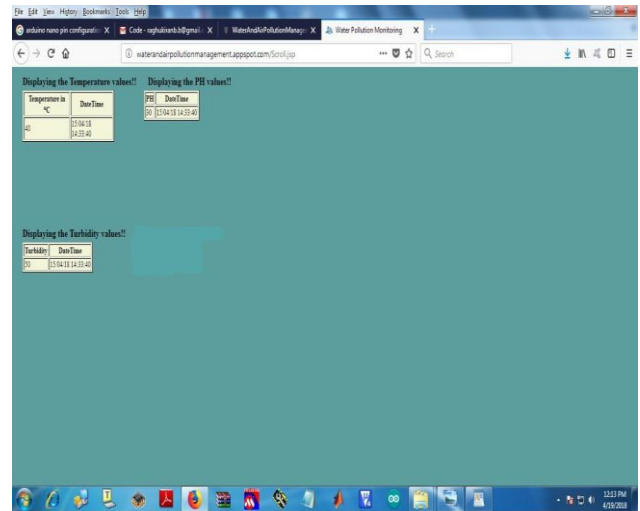 File Edit View History Bookmarks Tools Help
arduino nano pin configuratio X Code - raghukiranb.b@gmail.c X WaterAndAirPollutionManage X Water Pollution Monitoring X +
waterandairpollutionmanagement.appspot.com/Scroll.jsp Search
Displaying the Temperature values!! Displaying the PH values!!
Temperature in DateTime PH DateTime
°C
15:04:18 30 15:04:18 14:33:40
14:33:40
Displaying the Turbidity values!!
Turbidity DateTime
15:04:18 14:33:40
12:13 PM
4/19/2018